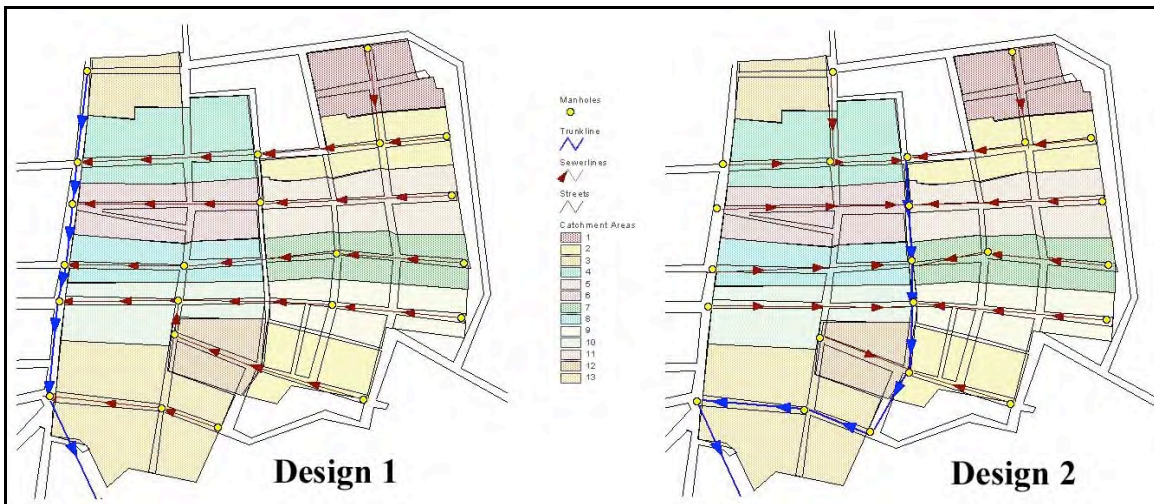 Manholes
Trunkline
Sewerlines
Streets
Catchment Areas
1
2
3
4
5
6
7
8
9
10
11
12
13
Design 1
Design 2